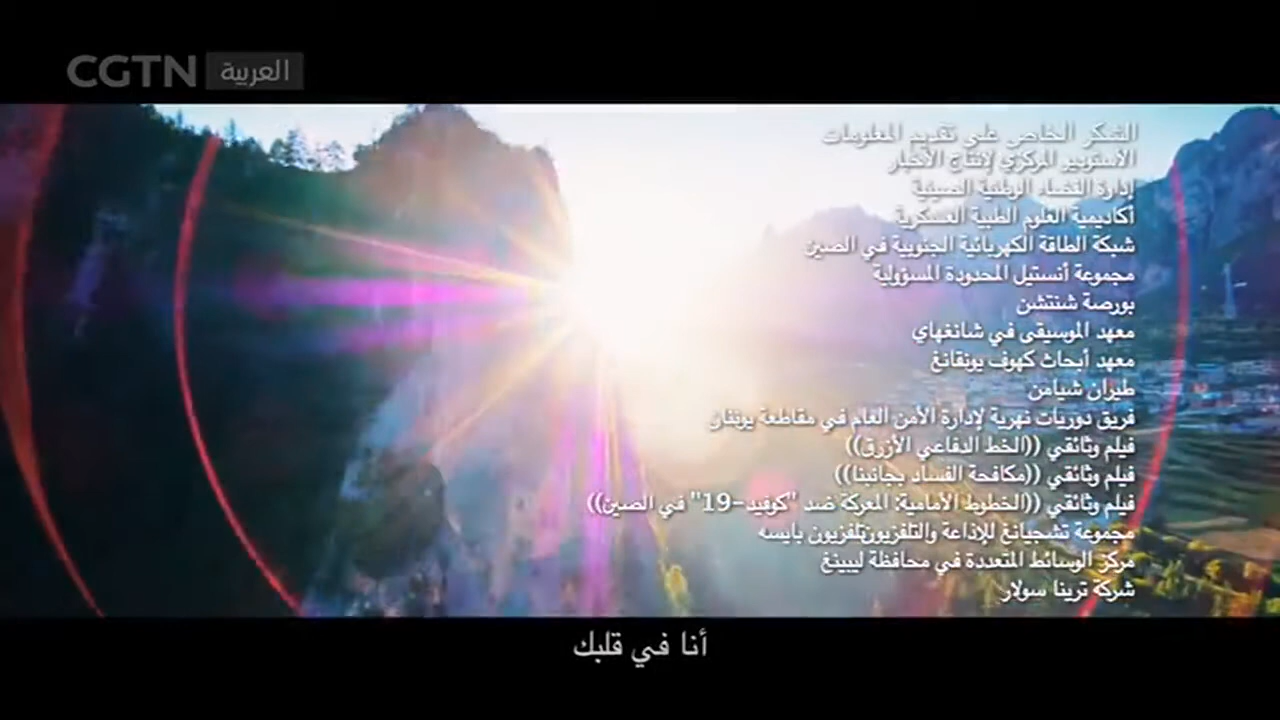 CGTN العربية
الشكر الخاص على تقديم المعلومات
الأستوديو المركزي لإنتاج الأخبار
إدارة الفضاء الوطنية الصينية
أكاديمية العلوم الطبية العسكرية
شبكة الطاقة الكهربائية الجنوبية في الصين
مجموعة أنستيل المحدودة المسؤولية
بورصة شنتشن
معهد الموسيقى في شانغهاي
معهد أبحاث كهوف يونقانغ
طيران شيامن
فريق دوريات نهرية لإدارة الأمن العام في مقاطعة يوننان
فيلم وثائقي ((الخط الدفاعي الأزرق))
فيلم وثائقي ((مكافحة الفساد بجانبنا))
فيلم وثائقي ((الخطوط الأمامية: المعركة ضد "كوفيد-19" في الصين))
مجموعة تشجيانغ للإذاعة والتلفزيونتلفزيون بايسه
مركز الوسائط المتعددة في محافظة ليبينغ
شركة ترينا سولار
أنا في قلبك